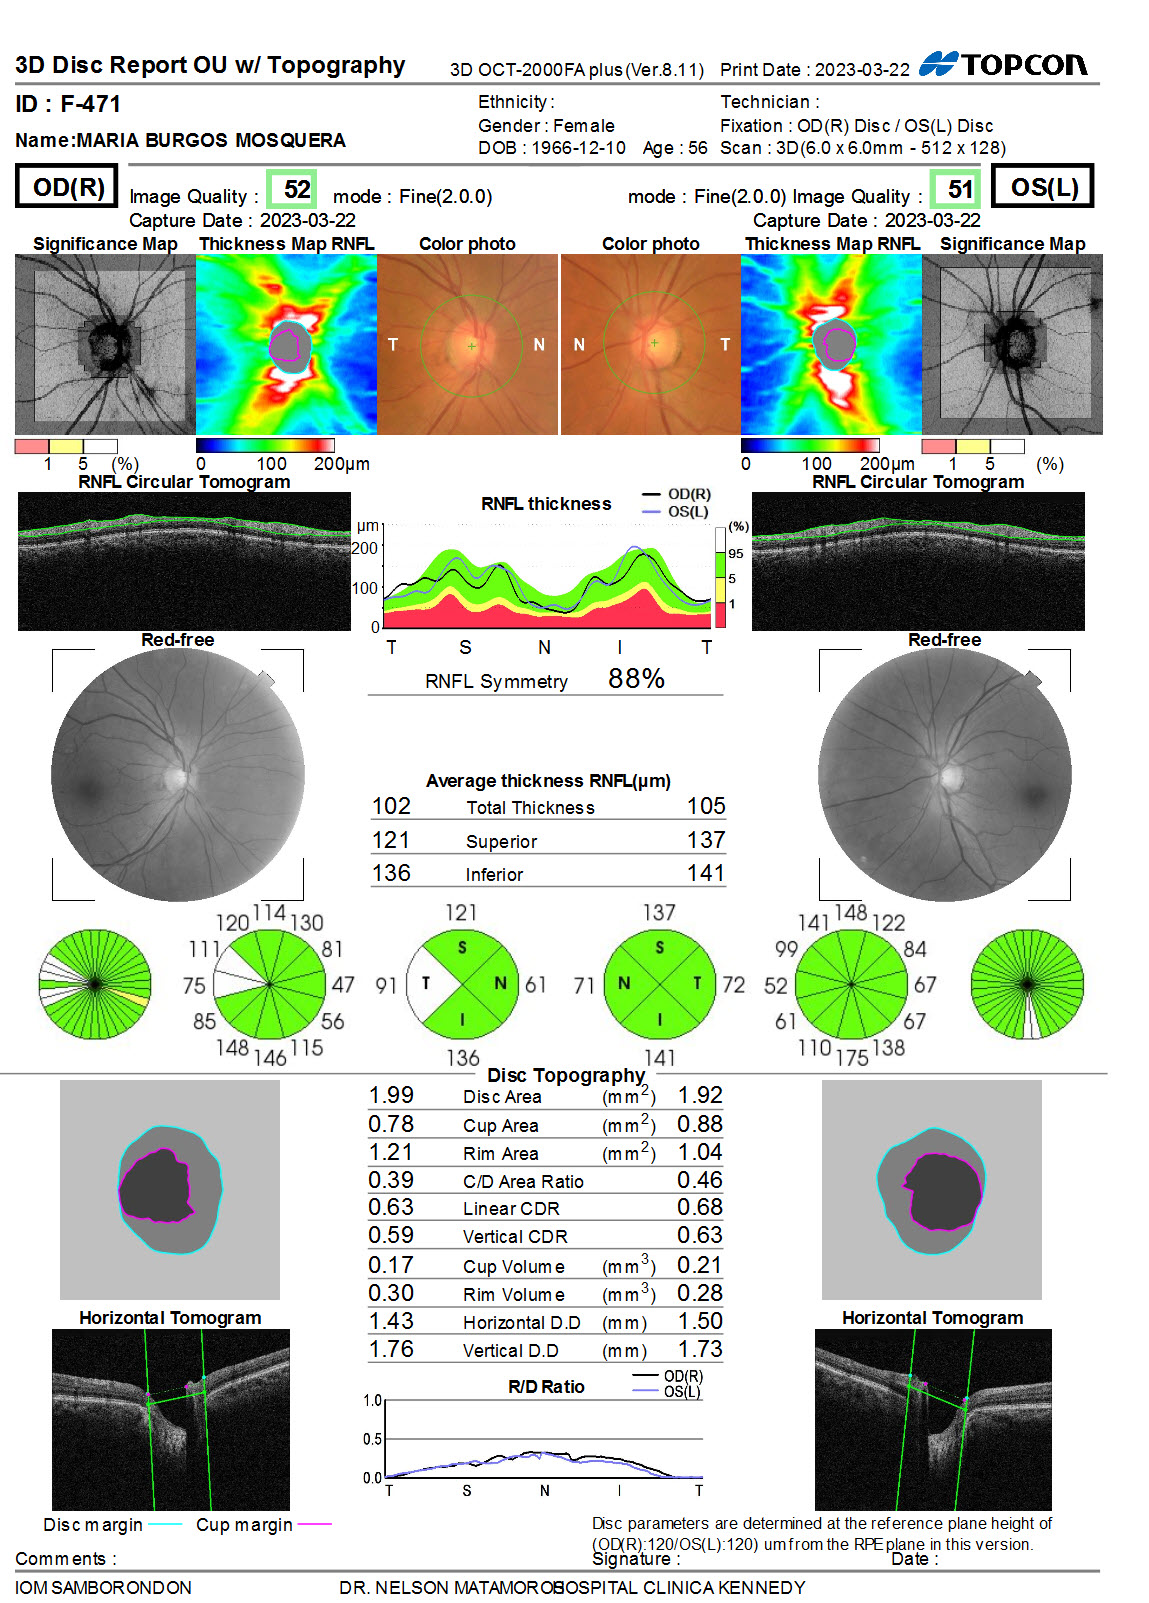 3D Disc Report OU w/ Topography 3D OCT-2000FA plus(Ver.8.11) Print Date : 2023-03-22 TOPCON
ID : F-471 Ethnicity : Technician :
Gender : Female Fixation : OD(R) Disc / OS(L) Disc
Name:MARIA BURGOS MOSQUERA
DOB : 1966-12-10 Age : 56 Scan : 3D(6.0 x 6.0mm - 512 x 128)
OD(R) Image Quality : 52 mode : Fine(2.0.0) mode : Fine(2.0.0) Image Quality : 51 OS(L)
Capture Date : 2023-03-22 Capture Date : 2023-03-22
Significance Map Thickness Map RNFL Color photo Color photo Thickness Map RNFL Significance Map
T N N T
1 5 (%) 0 100 200µm 0 100 200µm 1 5 (%)
RNFL Circular Tomogram RNFL Circular Tomogram
RNFL thickness OD(R)
OS(L)
µm (%)
200 95
100 5
1
0
T S N I T
Red-free Red-free
RNFL Symmetry 88%
Average thickness RNFL(µm)
102 Total Thickness 105
121 Superior 137
136 Inferior 141
120 114 130 121 137 141 148 122
111 81 S S 99 84
75 47 91 T N 61 71 N T 72 52 67
85 56 I I 61 67
148 146 115 136 141 110 175 138
Disc Topography
1.99 Disc Area (mm2) 1.92
0.78 Cup Area (mm2) 0.88
1.21 Rim Area (mm2) 1.04
0.39 C/D Area Ratio 0.46
0.63 Linear CDR 0.68
0.59 Vertical CDR 0.63
0.17 Cup Volume (mm3) 0.21
0.30 Rim Volume (mm3) 0.28
1.43 Horizontal D.D (mm) 1.50
1.76 Vertical D.D (mm) 1.73
Horizontal Tomogram Horizontal Tomogram
R/D Ratio OD(R)
OS(L)
1.0
0.5
0.0
T S N I T
Disc margin Cup margin
Disc parameters are determined at the reference plane height of
(OD(R):120/OS(L):120) um from the RPE plane in this version.
Comments : Signature : Date :
IOM SAMBORONDON DR. NELSON MATAMOROS HOSPITAL CLINICA KENNEDY